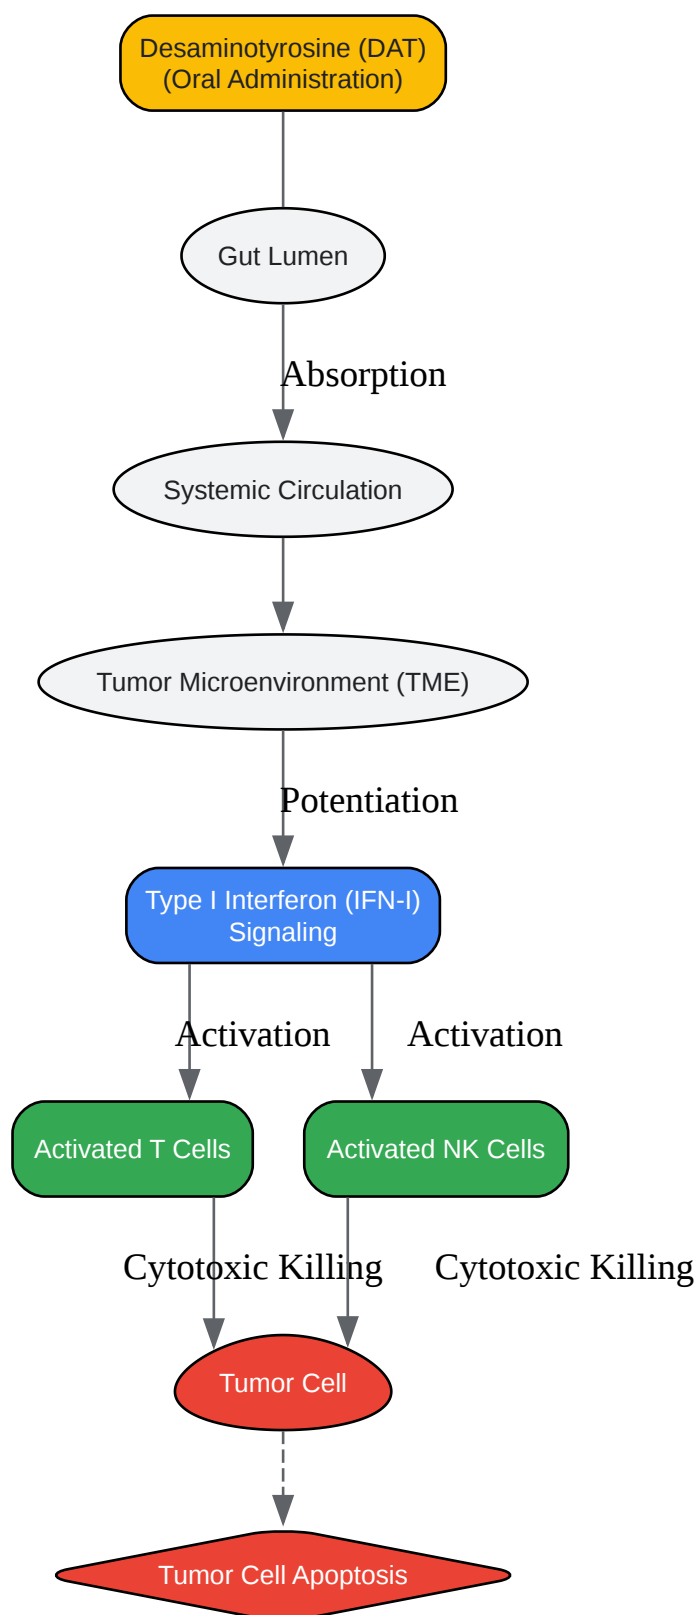 Desaminotyrosine (DAT)
(Oral Administration)
Gut Lumen
Absorption
Systemic Circulation
Tumor Microenvironment (TME)
Potentiation
Type I Interferon (IFN-I)
Signaling
Activation
Activation
Activated T Cells
Activated NK Cells
Cytotoxic Killing
Cytotoxic Killing
Tumor Cell
Tumor Cell Apoptosis